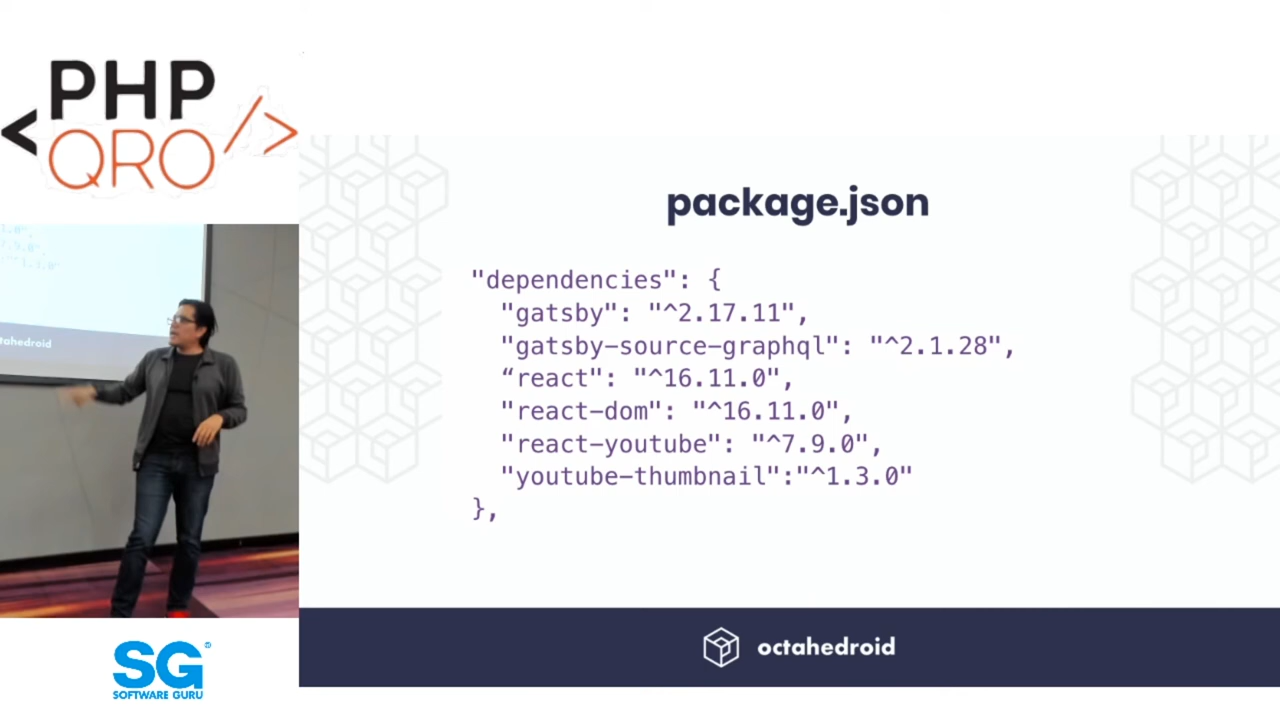 <PHP
QRO/>
tahedroid
SG®
SOFTWARE GURU
package.json
"dependencies": {
"gatsby": "^2.17.11",
"gatsby-source-graphql": "^2.1.28",
“react": "^16.11.0",
"react-dom": "^16.11.0",
"react-youtube": "^7.9.0",
"youtube-thumbnail":"^1.3.0"
},
octahedroid